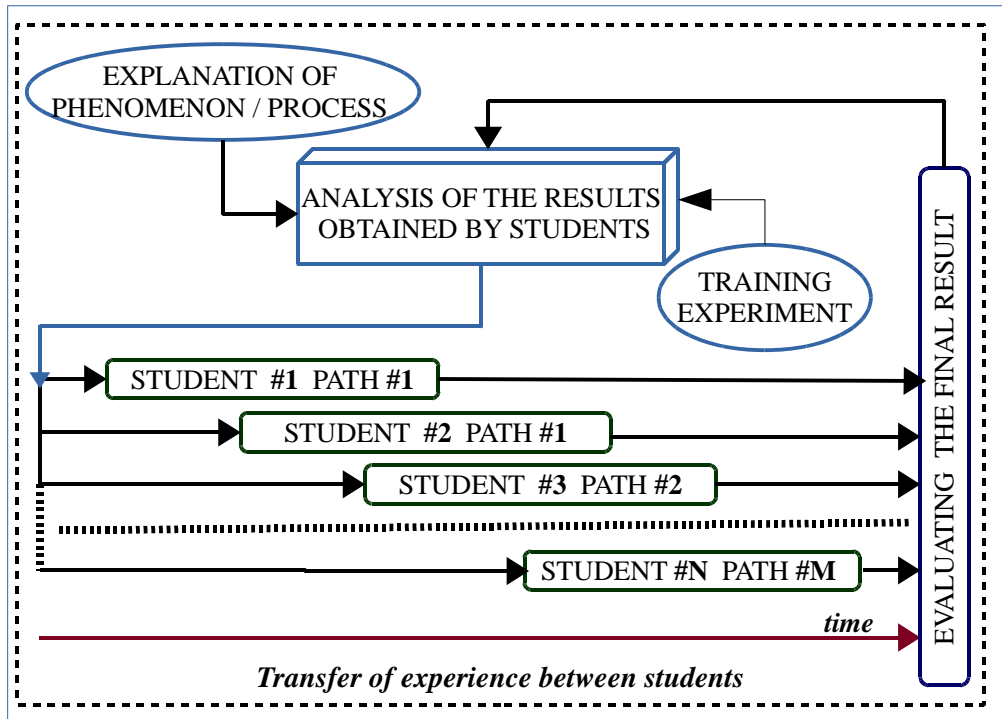 EXPLANATION OF
PHENOMENON / PROCESS
ANALYSIS OF THE RESULTS
OBTAINED BY STUDENTS
TRAINING
EXPERIMENT
STUDENT #1 PATH #1
STUDENT #2 PATH #1
STUDENT #3 PATH #2
STUDENT #N PATH #M
EVALUATING THE FINAL RESULT
time
Transfer of experience between students